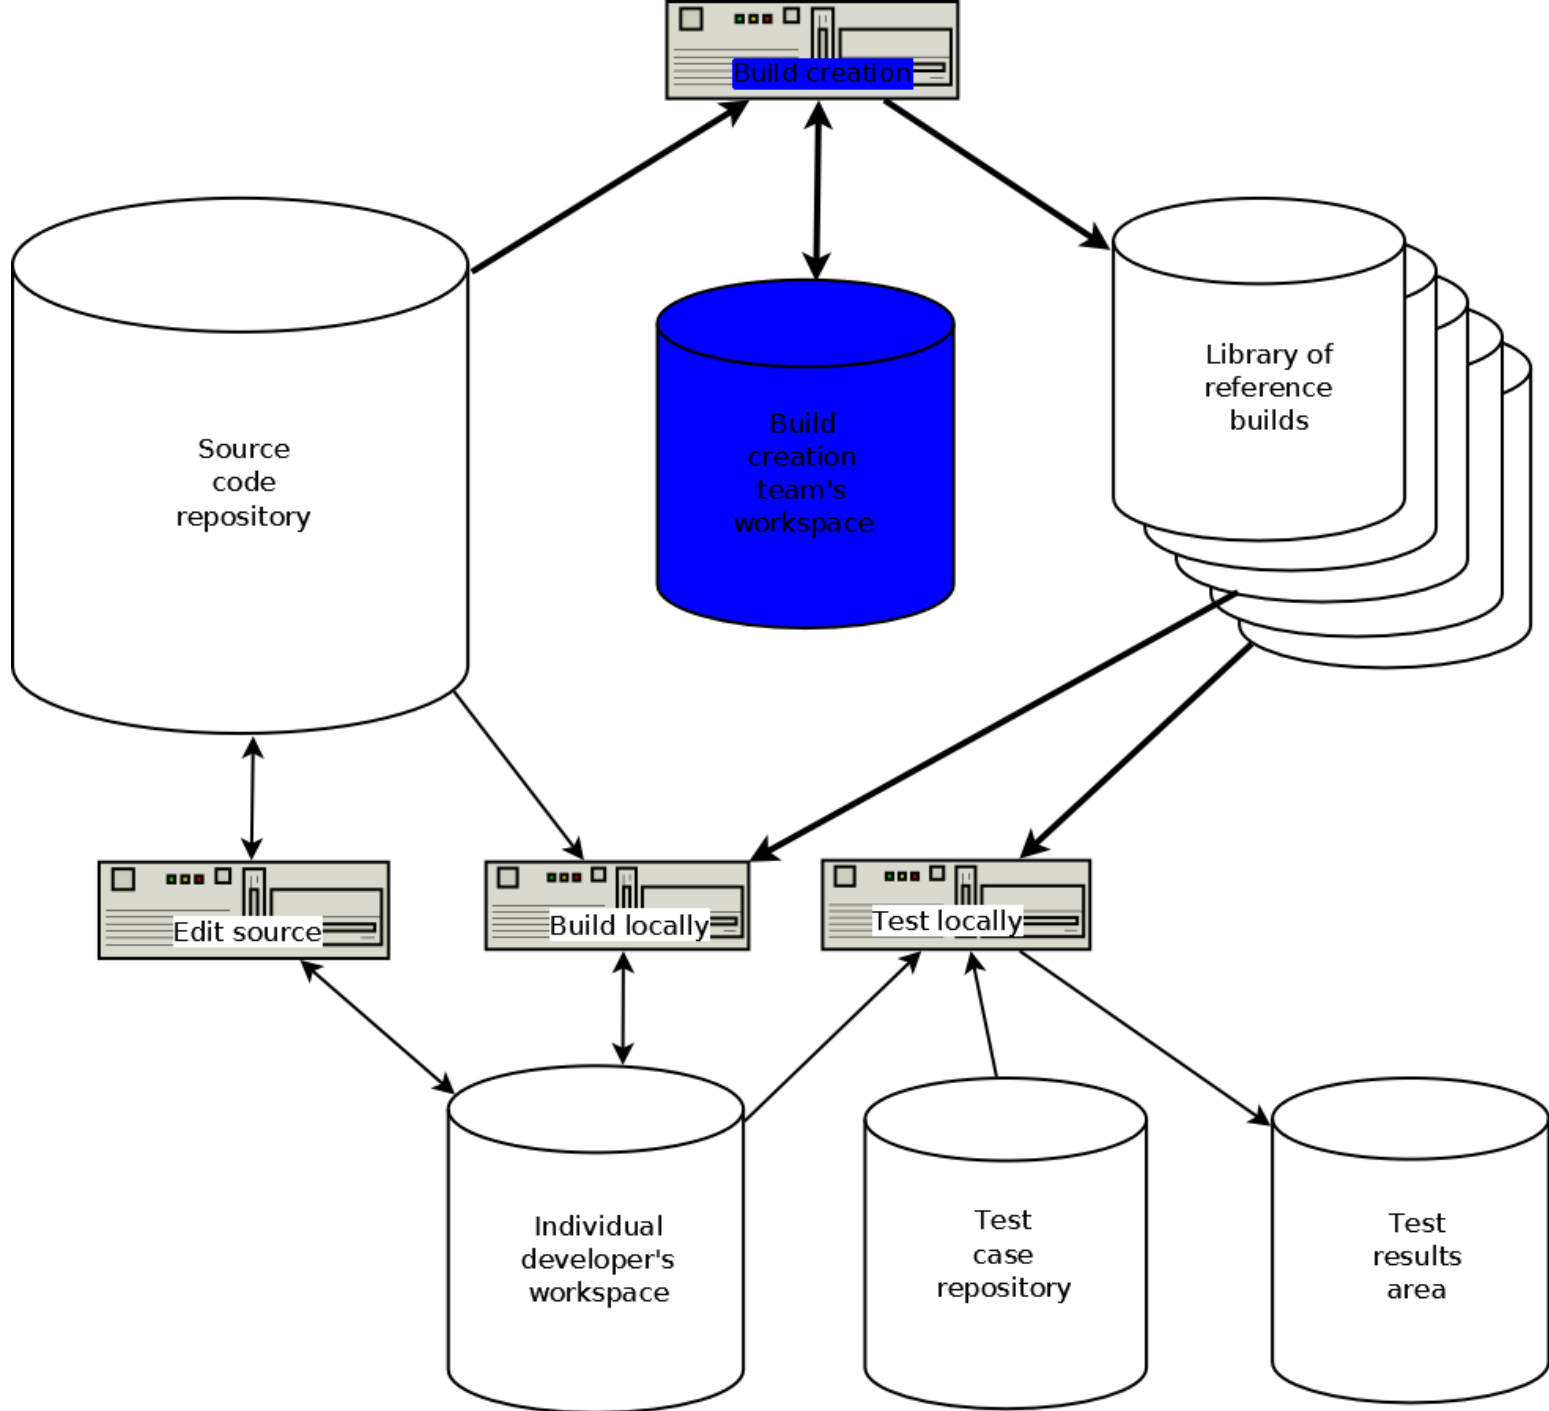 Build creation
Source
code
repository
Build
creation
team's
workspace
Library of
reference
builds
Edit source
Build locally
Test locally
Individual
developer's
workspace
Test
case
repository
Test
results
area